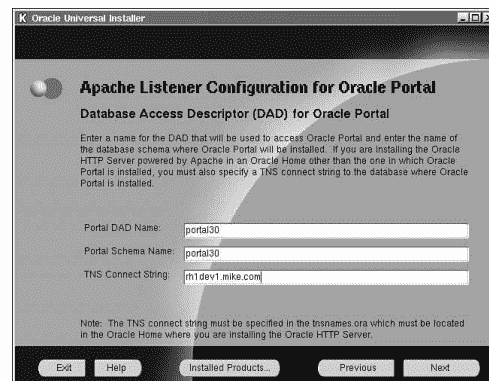 K Oracle Universal Installer
Apache Listener Configuration for Oracle Portal
Database Access Descriptor (DAD) for Oracle Portal
Enter a name for the DAD that will be used to access Oracle Portal and enter the name of
the database schema where Oracle Portal will be installed. If you are installing the Oracle
HTTP Server powered by Apache in an Oracle Home other than the one in which Oracle
Portal is installed, you must also specify a TNS connect string to the database where Oracle
Portal is installed.
Portal DAD Name: portal30
Portal Schema Name: portal30
TNS Connect String: rh1dev1.mike.com
Note: The TNS connect string must be specified in the tnsnames.ora which must be located
in the Oracle Home where you are installing the Oracle HTTP Server.
Exit Help Installed Products... Previous Next